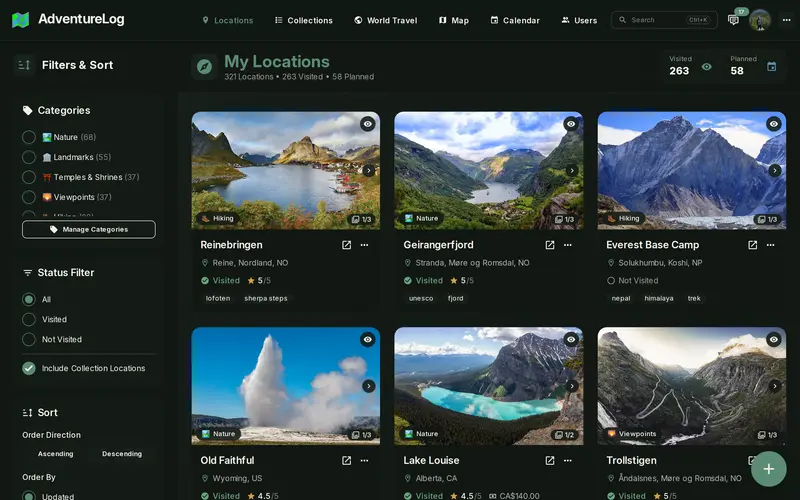 AdventureLog
Locations
Collections
World Travel
Map
Calendar
Users
Search
Ctrl+K
17
Filters & Sort
My Locations
321 Locations • 263 Visited • 58 Planned
Visited
263
Planned
58
Categories
Nature (68)
Landmarks (55)
Temples & Shrines (37)
Viewpoints (37)
Manage Categories
Status Filter
All
Visited
Not Visited
Include Collection Locations
Sort
Order Direction
Ascending
Descending
Order By
Updated
Hiking
1/3
Reinebringen
Reine, Nordland, NO
Visited
5/5
lofoten
sherpa steps
Nature
1/3
Geirangerfjord
Stranda, Møre og Romsdal, NO
Visited
5/5
unesco
fjord
Hiking
1/3
Everest Base Camp
Solukhumbu, Koshi, NP
Not Visited
nepal
himalaya
trek
Nature
1/3
Old Faithful
Wyoming, US
Visited
4.5/5
Nature
1/2
Lake Louise
Alberta, CA
Visited
4.5/5
CA$140.00
Viewpoints
1/3
Trollstigen
Åndalsnes, Møre og Romsdal, NO
Visited
5/5